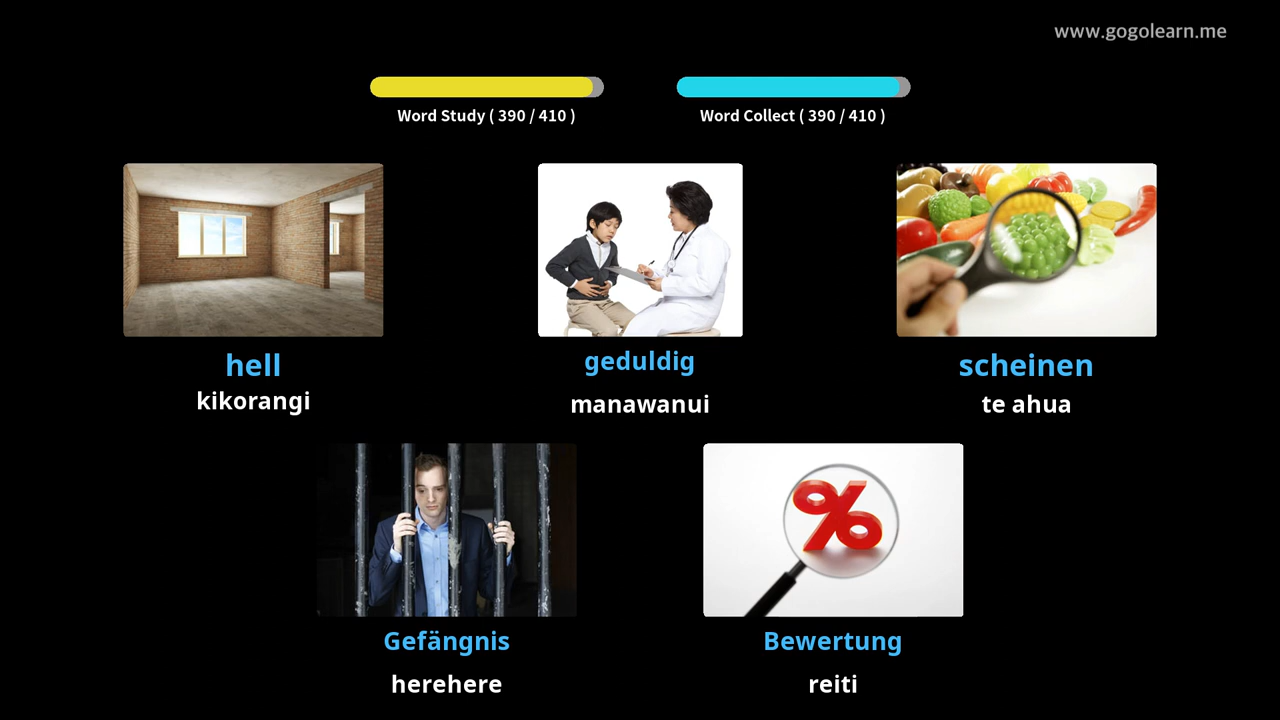 www.gogolearn.me
Word Study ( 390 / 410 )
Word Collect ( 390 / 410 )
hell
kikorangi
geduldig
manawanui
scheinen
te ahua
Gefängnis
herehere
Bewertung
reiti